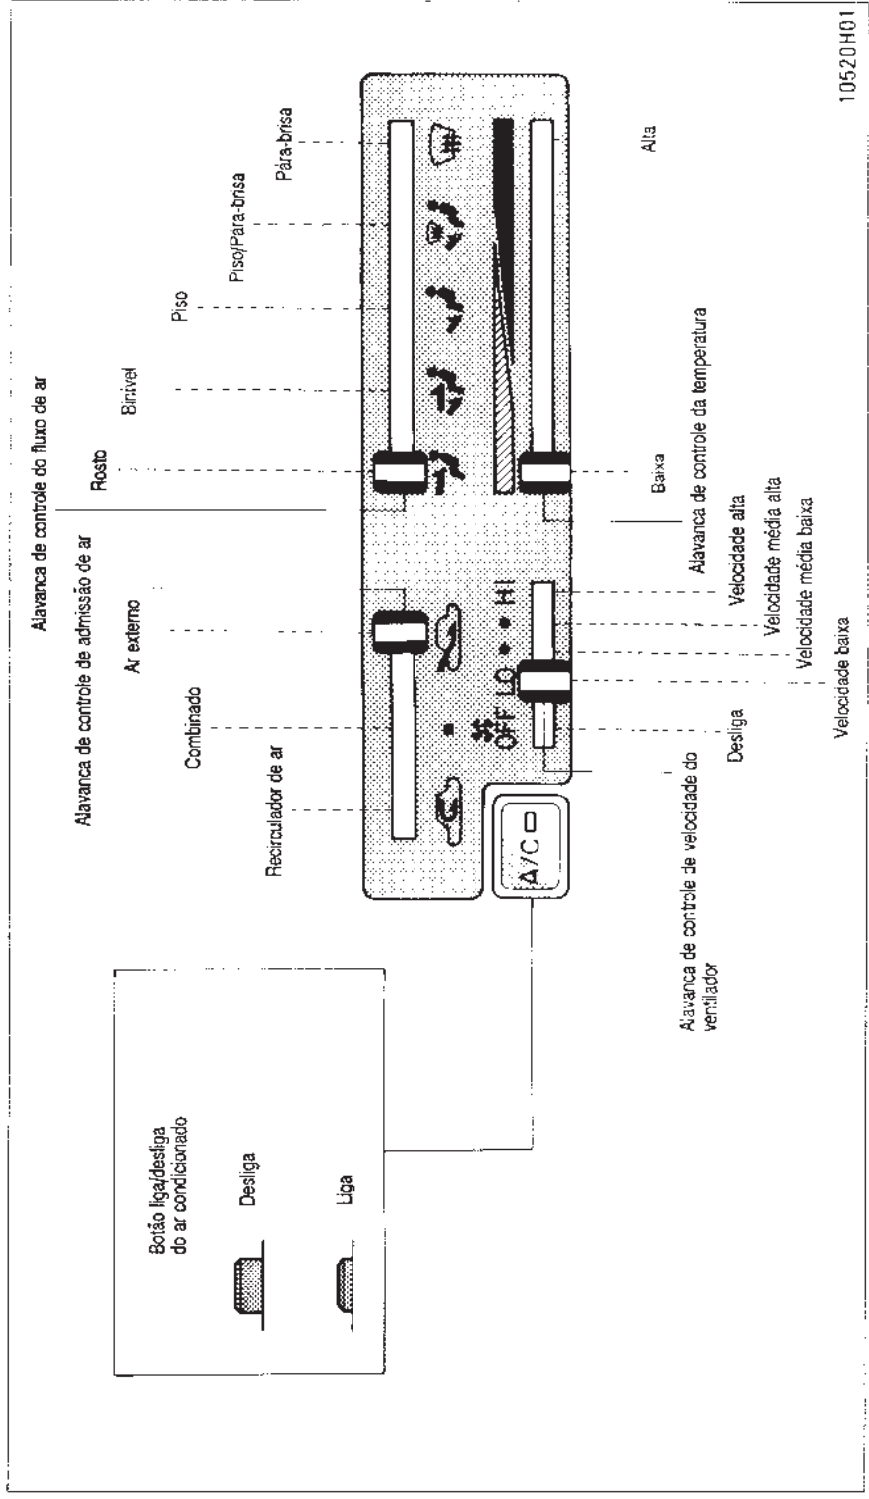 Botão liga/desliga
do ar condicionado
Desliga
Liga
Alavanca de controle do fluxo de ar
Alavanca de controle de admissão de ar
Recirculador de ar
Combinado
Ar externo
Rosto
Binível
Piso
Piso/Pára-brisa
Pára-brisa
A/C
OFF LO • • HI
Alavanca de controle de velocidade do
ventilador
Desliga
Velocidade baixa
Velocidade média baixa
Velocidade média alta
Velocidade alta
Alavanca de controle da temperatura
Baixa
Alta
10520H01